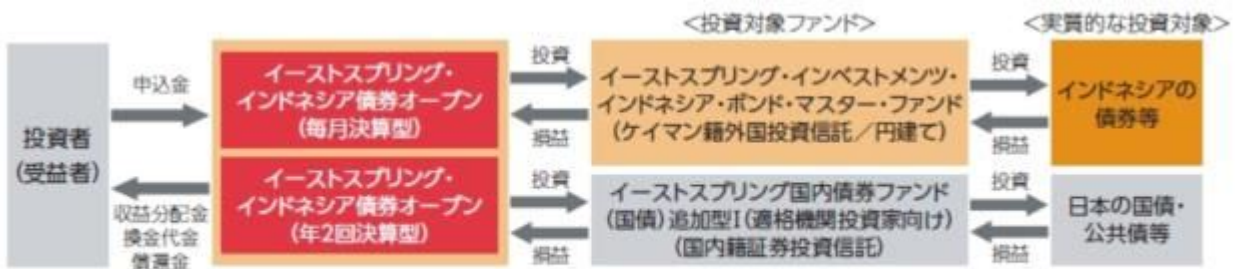 <投資対象ファンド>
<実質的な投資対象>
投資者
(受益者)
申込金
収益分配金
換金代金
償還金
イーストスプリング・
インドネシア債券オープン
(毎月決算型)
イーストスプリング・
インドネシア債券オープン
(年2回決算型)
投資
損益
投資
損益
イーストスプリング・インベストメンツ・
インドネシア・ボンド・マスター・ファンド
(ケイマン籍外国投資信託/円建て)
イーストスプリング国内債券ファンド
(国債)追加型I(適格機関投資家向け)
(国内籍証券投資信託)
投資
損益
投資
損益
インドネシアの
債券等
日本の国債・
公共債等